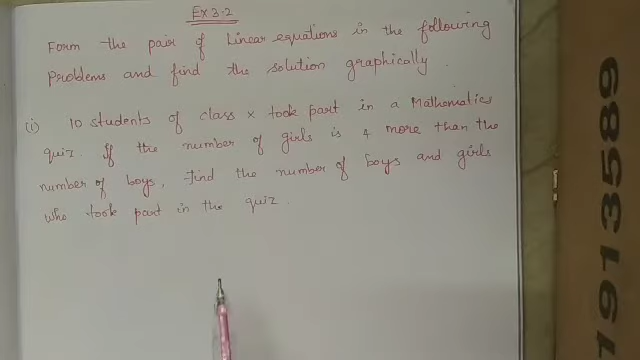 Ex 3.2
Form the pair of Linear equations in the following
Problems and find the solution graphically.
(i) 10 students of class x took part in a Mathematics
quiz. If the number of girls is 4 more than the
number of boys, find the number of boys and girls
who took part in the quiz.
1913589